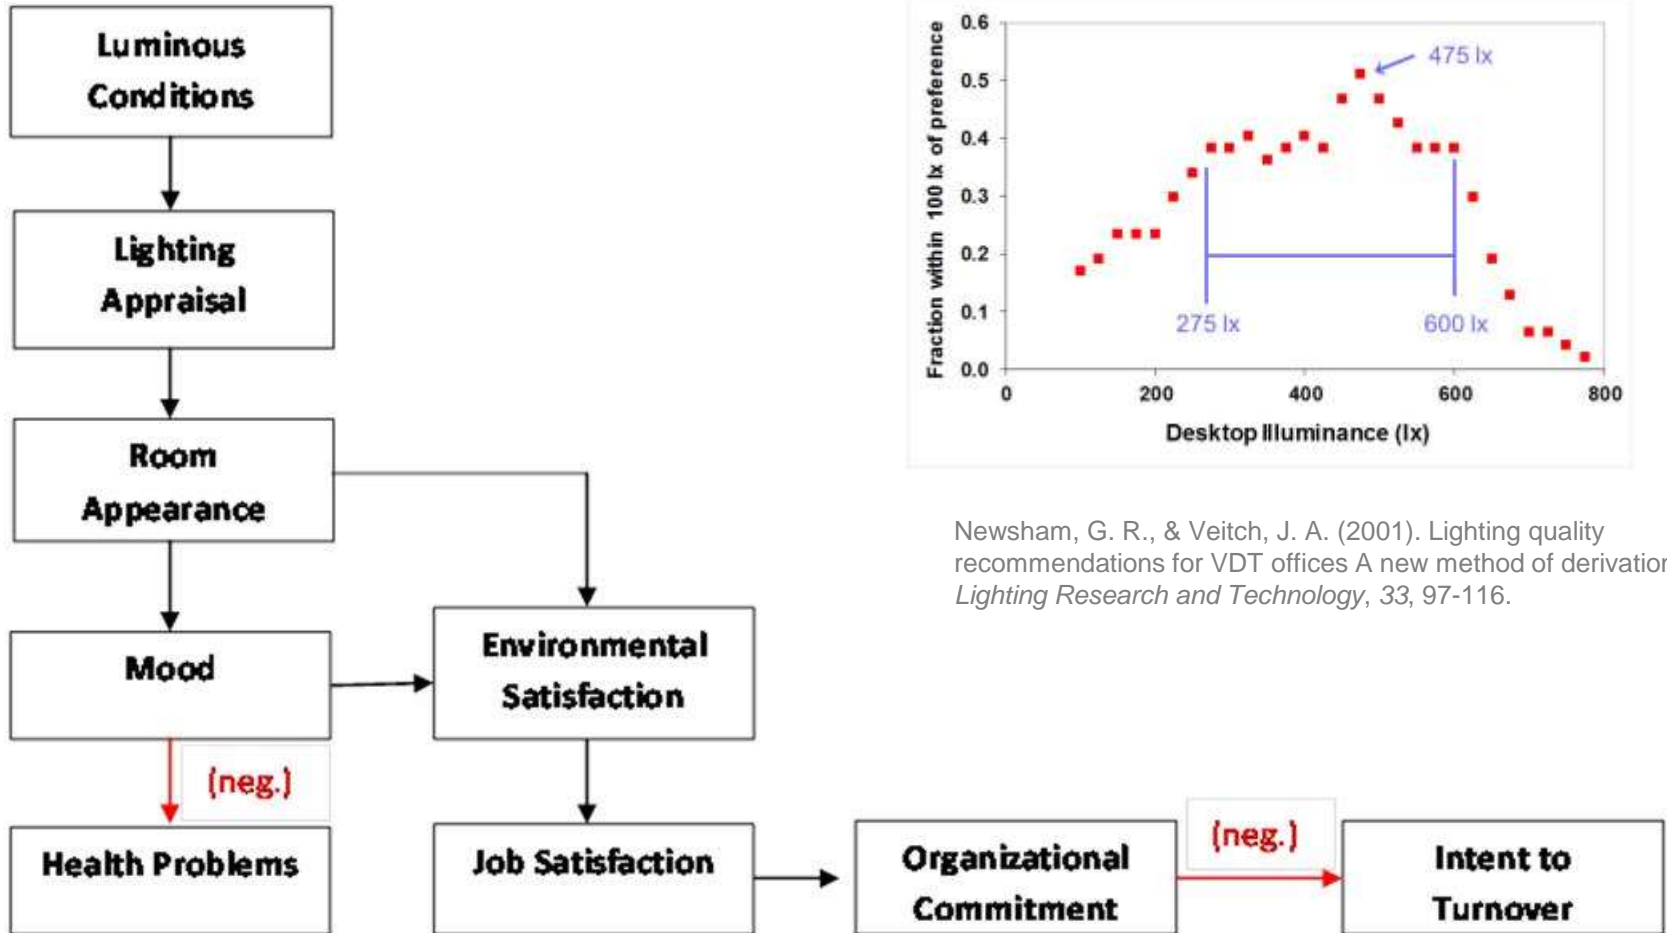 Luminous
Conditions
Lighting
Appraisal
Room
Appearance
Mood
(neg.)
Health Problems
Environmental
Satisfaction
Job Satisfaction
Organizational
Commitment
(neg.)
Intent to
Turnover
Fraction within 100 lx of preference
0.6
0.5
0.4
0.3
0.2
0.1
0.0
475 lx
275 lx
600 lx
0
200
400
600
800
Desktop Illuminance (lx)
Newsham, G. R., & Veitch, J. A. (2001). Lighting quality
recommendations for VDT offices A new method of derivation
Lighting Research and Technology, 33, 97-116.